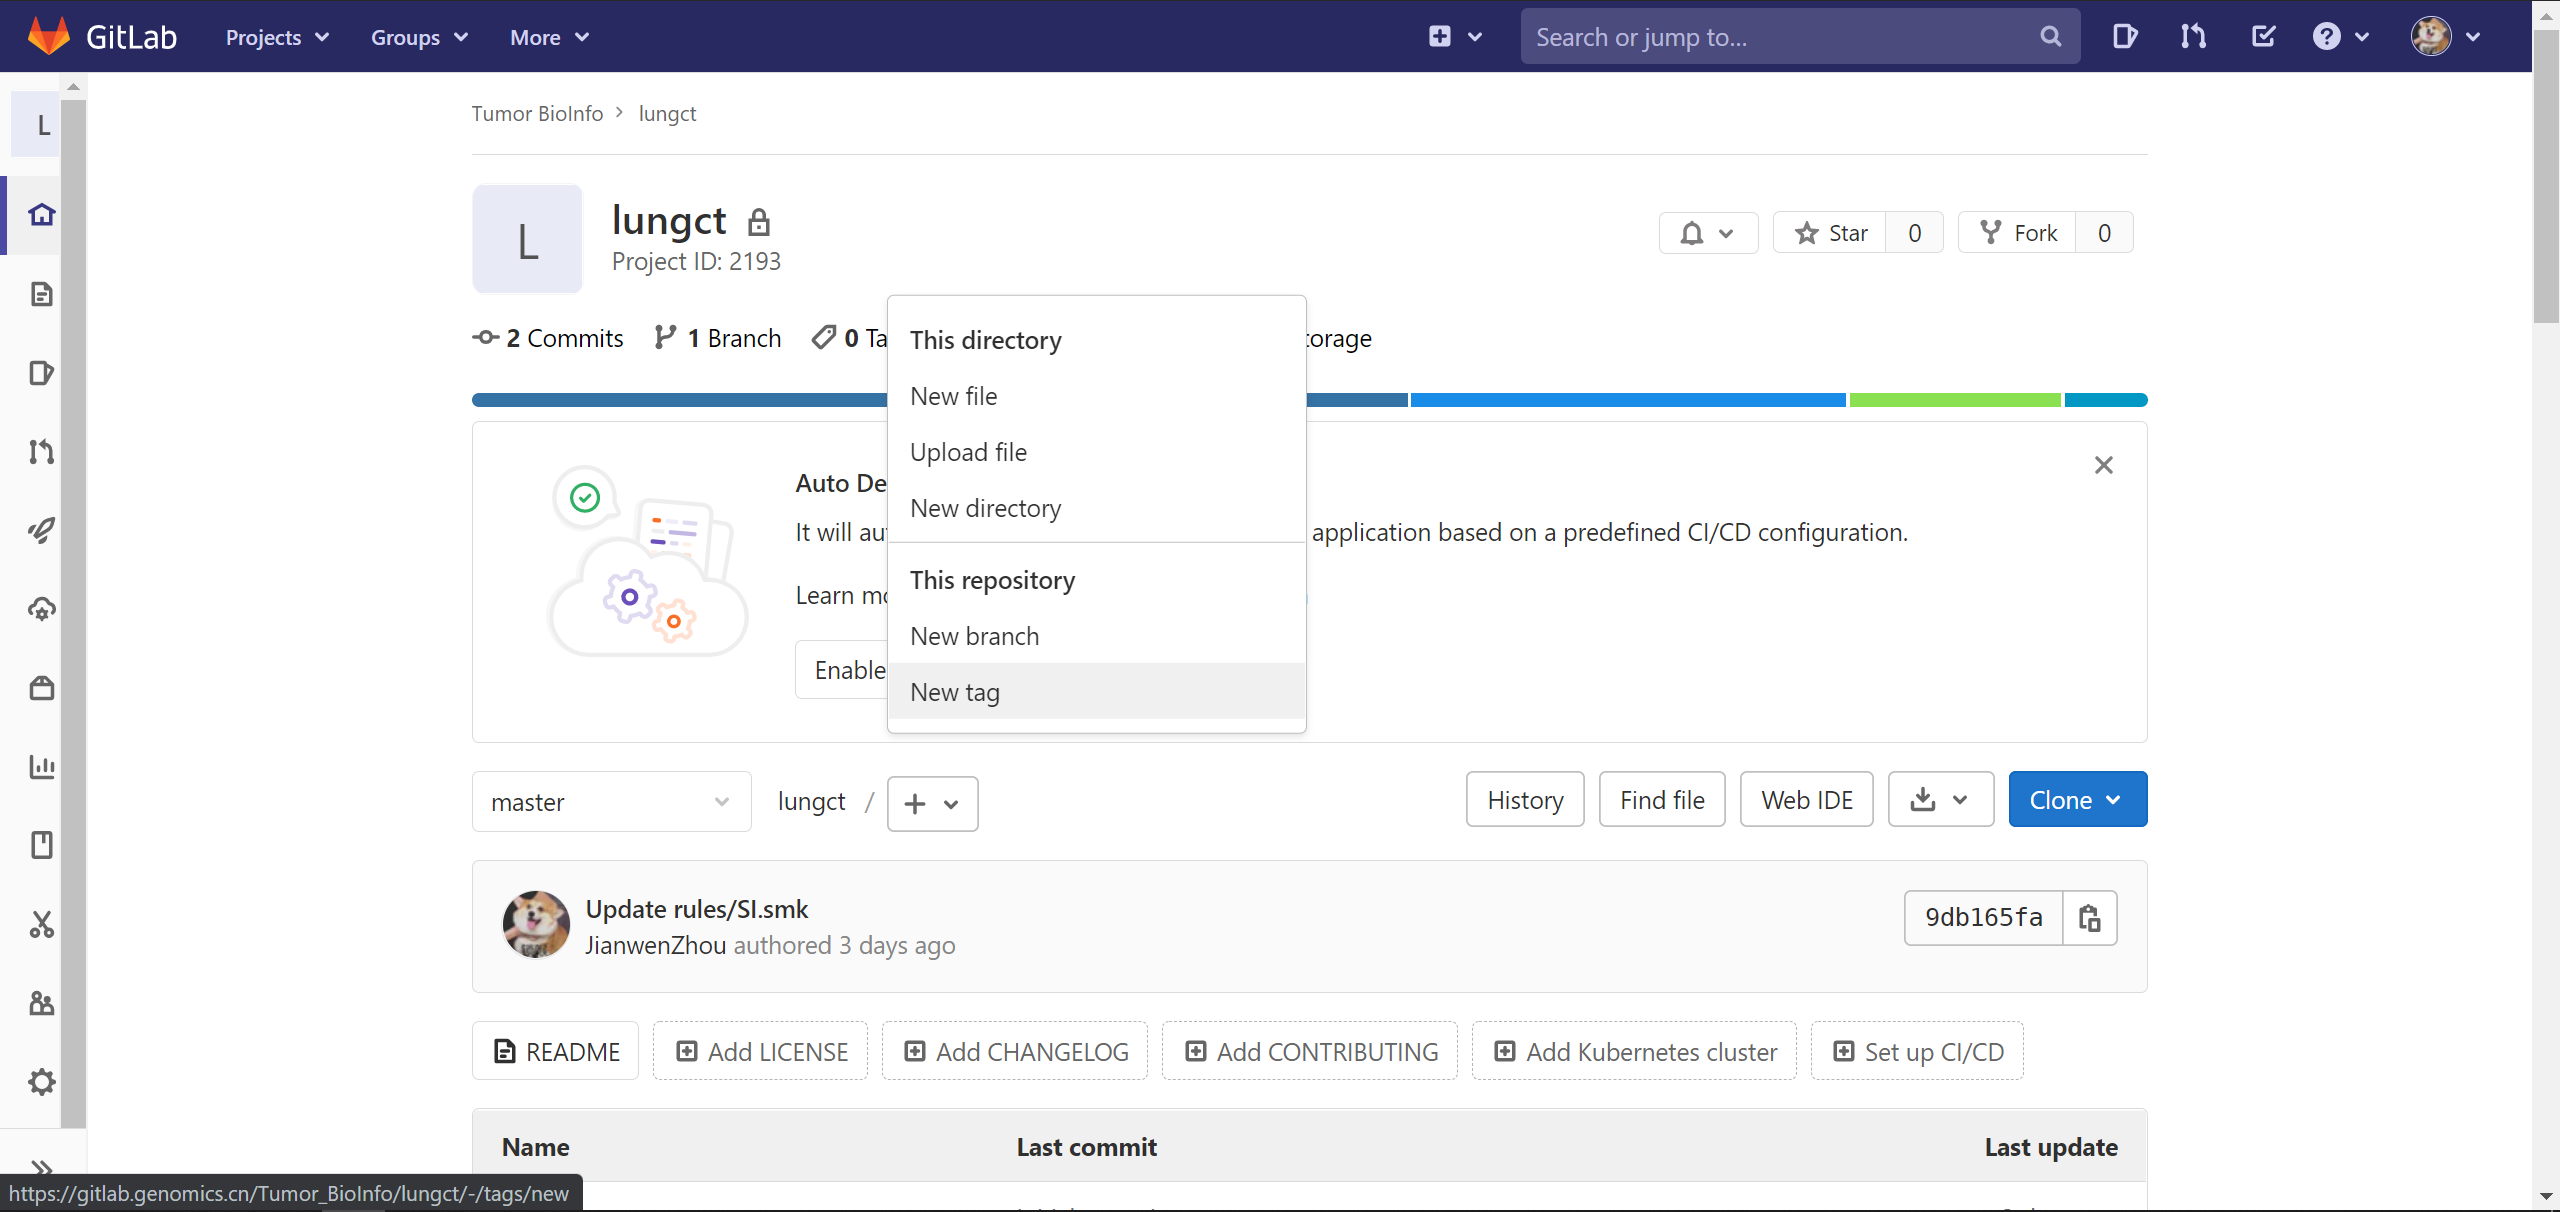 GitLab
Projects
Groups
More
Search or jump to...
L
Tumor BioInfo > lungct
L
lungct
Project ID: 2193
Star 0
Fork 0
2 Commits
1 Branch
0 Ta
orage
This directory
New file
Upload file
New directory
This repository
New branch
New tag
Auto De
It will au
application based on a predefined CI/CD configuration.
Learn mo
Enable
master
lungct /
History
Find file
Web IDE
Clone
Update rules/SI.smk
JianwenZhou authored 3 days ago
9db165fa
README
Add LICENSE
Add CHANGELOG
Add CONTRIBUTING
Add Kubernetes cluster
Set up CI/CD
Name
Last commit
Last update
https://gitlab.genomics.cn/Tumor_BioInfo/lungct/-/tags/new